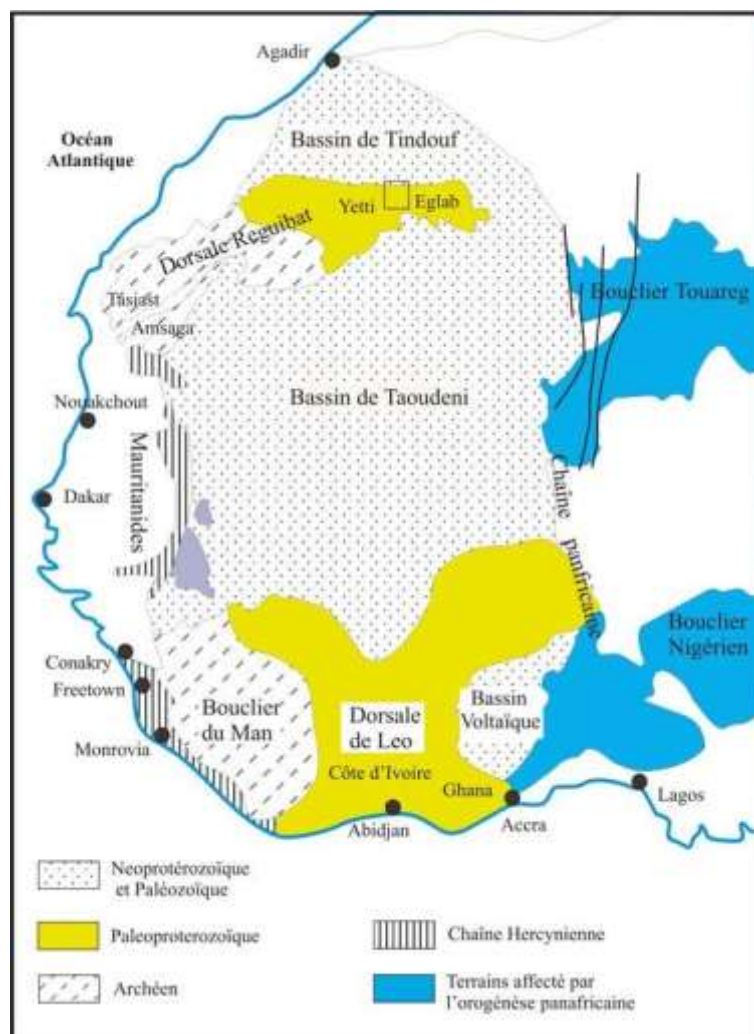 Agadir
Océan
Atlantique
Bassin de Tindouf
Yetti
Eglab
Dorsale Reguibat
Tasjast
Amsaga
Bouclier Touareg
Nouakchout
Bassin de Taoudeni
Mauritanides
Dakar
Chaîne panfricaine
Bouclier
Nigérien
Conakry
Freetown
Monrovia
Bouclier
du Man
Dorsale
de Leo
Bassin
Voltaïque
Côte d'Ivoire
Ghana
Lagos
Abidjan
Accra
Neoprotérozoïque
et Paléozoïque
Paleoproterozoïque
Chaîne Hercynienne
Archéen
Terrains affecté par
l'orogénèse panafricaine